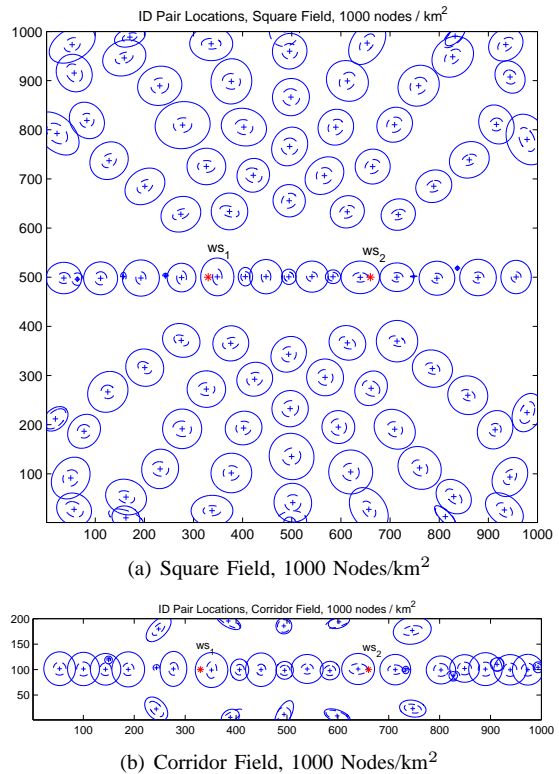 ID Pair Locations, Square Field, 1000 nodes / km²
1000
900
800
700
600
500
400
300
200
100
ws₁
ws₂
100 200 300 400 500 600 700 800 900 1000
(a) Square Field, 1000 Nodes/km²
ID Pair Locations, Corridor Field, 1000 nodes / km²
200
150
100
50
ws₁
ws₂
100 200 300 400 500 600 700 800 900 1000
(b) Corridor Field, 1000 Nodes/km²